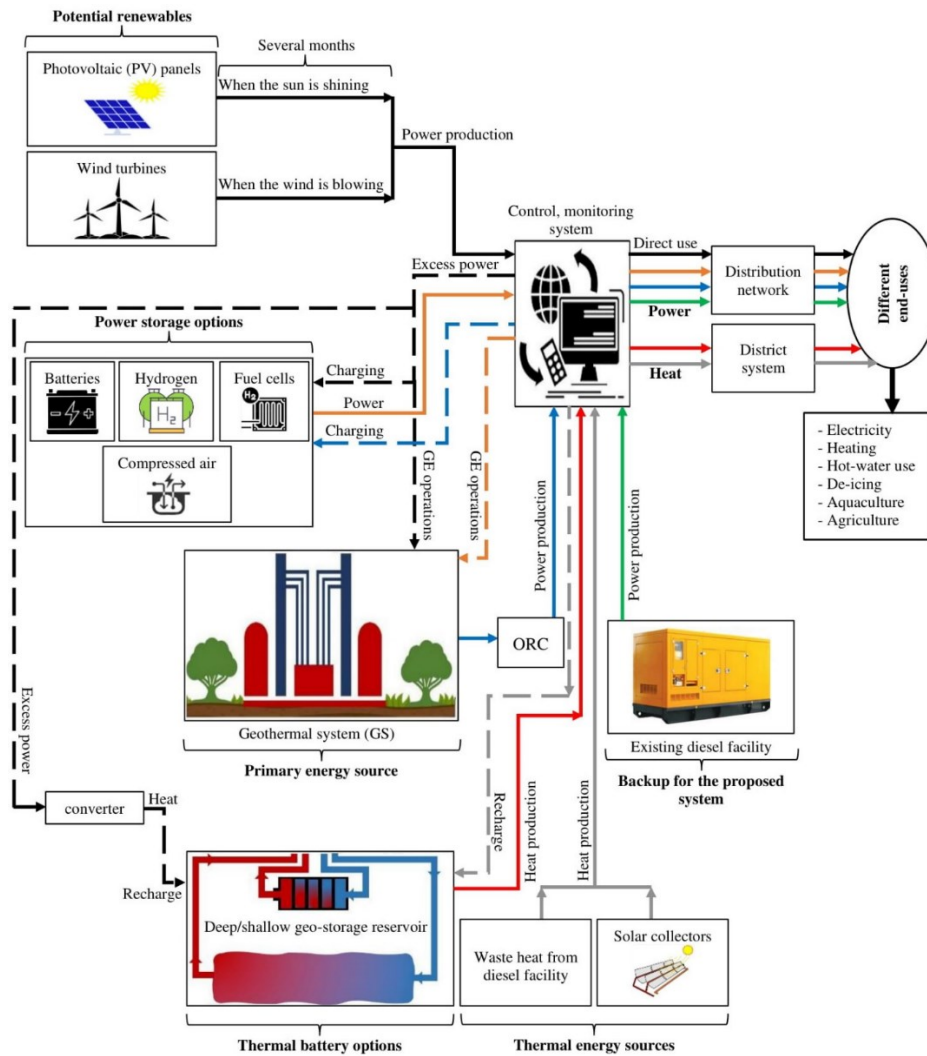 Potential renewables
Several months
Photovoltaic (PV) panels
When the sun is shining
Power production
Wind turbines
When the wind is blowing
Control, monitoring
system
Direct use
Excess power
Distribution
network
Power
Different
end-uses
District
system
Heat
Power storage options
Batteries
Hydrogen
H2
Fuel cells
H2
Charging
Power
Charging
Compressed air
GE operations
GE operations
- Electricity
- Heating
- Hot-water use
- De-icing
- Aquaculture
- Agriculture
Power production
Power production
ORC
Geothermal system (GS)
Primary energy source
Existing diesel facility
Backup for the proposed
system
Excess power
converter
Heat
Recharge
Recharge
Heat production
Heat production
Deep/shallow geo-storage reservoir
Waste heat from
diesel facility
Solar collectors
Thermal battery options
Thermal energy sources